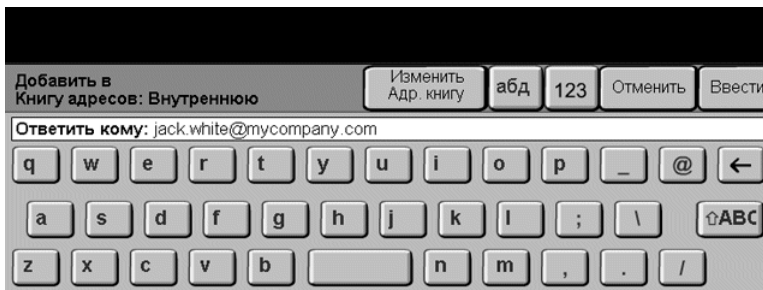 Добавить в
Книгу адресов: Внутреннюю
Изменить
Адр. книгу
абд
123
Отменить
Ввести
Ответить кому: jack.white@mycompany.com
q w e r t y u i o p _ @ ←
a s d f g h j k l ; \ ⇧ABC
z x c v b n m , . /